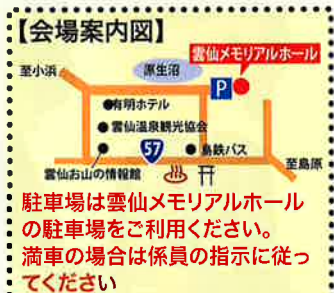 【会場案内図】
雲仙メモリアルホール
至小浜
原生沼
P
●有明ホテル
●雲仙温泉観光協会
57
●島鉄バス
雲仙お山の情報館
至島原
駐車場は雲仙メモリアルホール
の駐車場をご利用ください。
満車の場合は係員の指示に従っ
てください